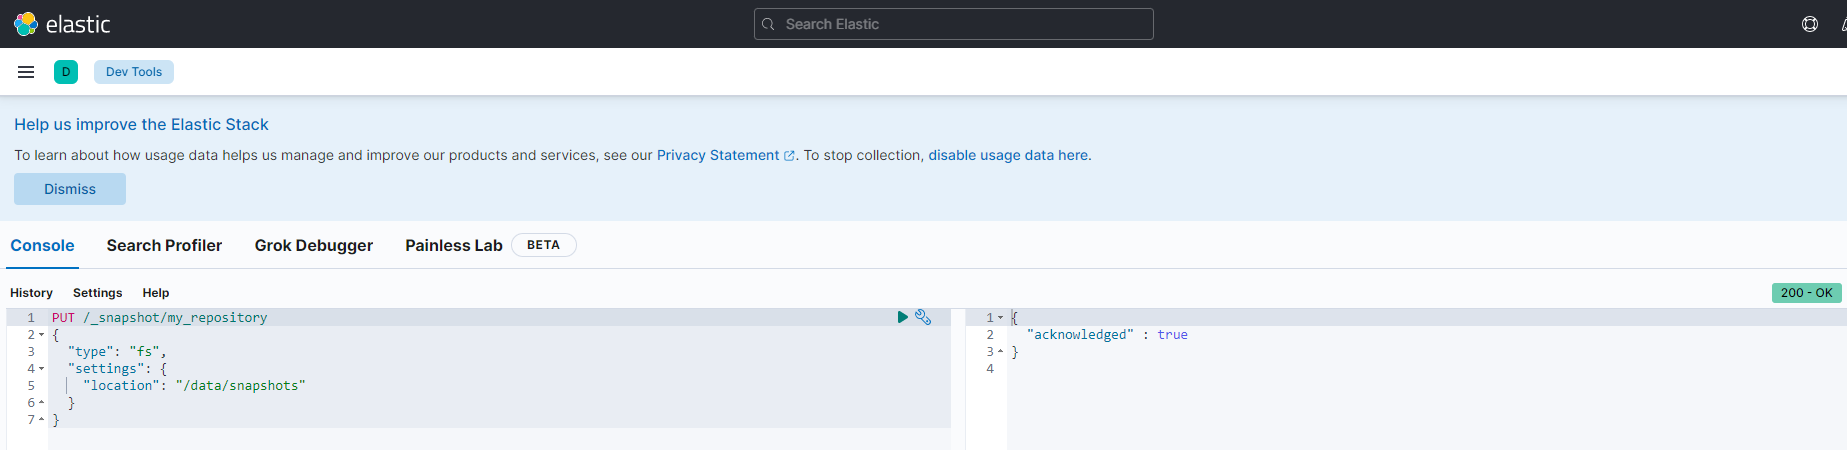 elastic
Search Elastic
D
Dev Tools
Help us improve the Elastic Stack
To learn about how usage data helps us manage and improve our products and services, see our Privacy Statement. To stop collection, disable usage data here.
Dismiss
Console Search Profiler Grok Debugger Painless Lab BETA
History Settings Help
200 - OK
1 PUT /_snapshot/my_repository
2 {
3 "type": "fs",
4 "settings": {
5 "location": "/data/snapshots"
6 }
7 }
1 {
2 "acknowledged" : true
3 }
4